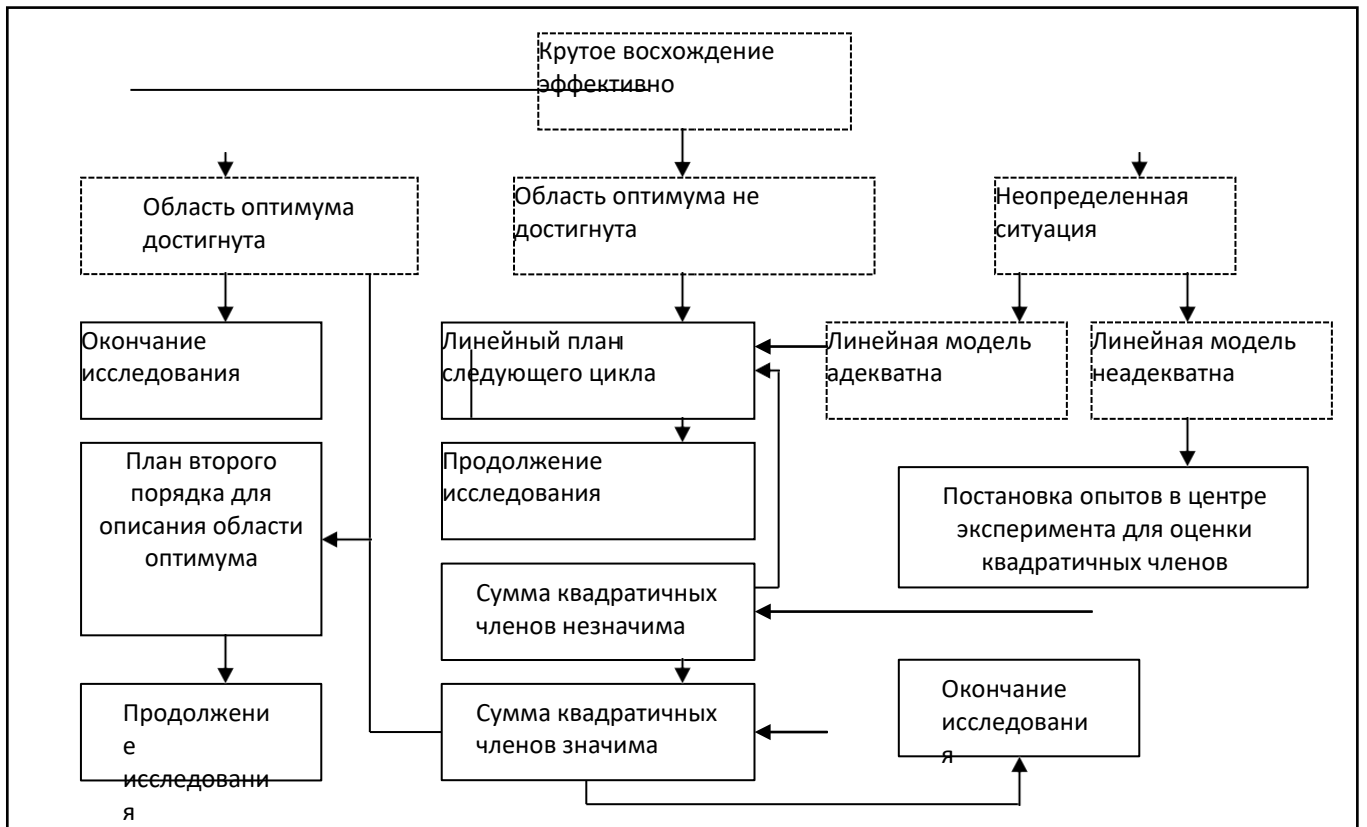 Крутое восхождение
эффективно
Область оптимума
достигнута
Область оптимума не
достигнута
Неопределенная
ситуация
Окончание
исследования
Линейный план
следующего цикла
Линейная модель
адекватна
Линейная модель
неадекватна
План второго
порядка для
описания области
оптимума
Продолжение
исследования
Постановка опытов в центре
эксперимента для оценки
квадратичных членов
Сумма квадратичных
членов незначима
Продолжени
е
исследовани
я
Сумма квадратичных
членов значима
Окончание
исследовани
я